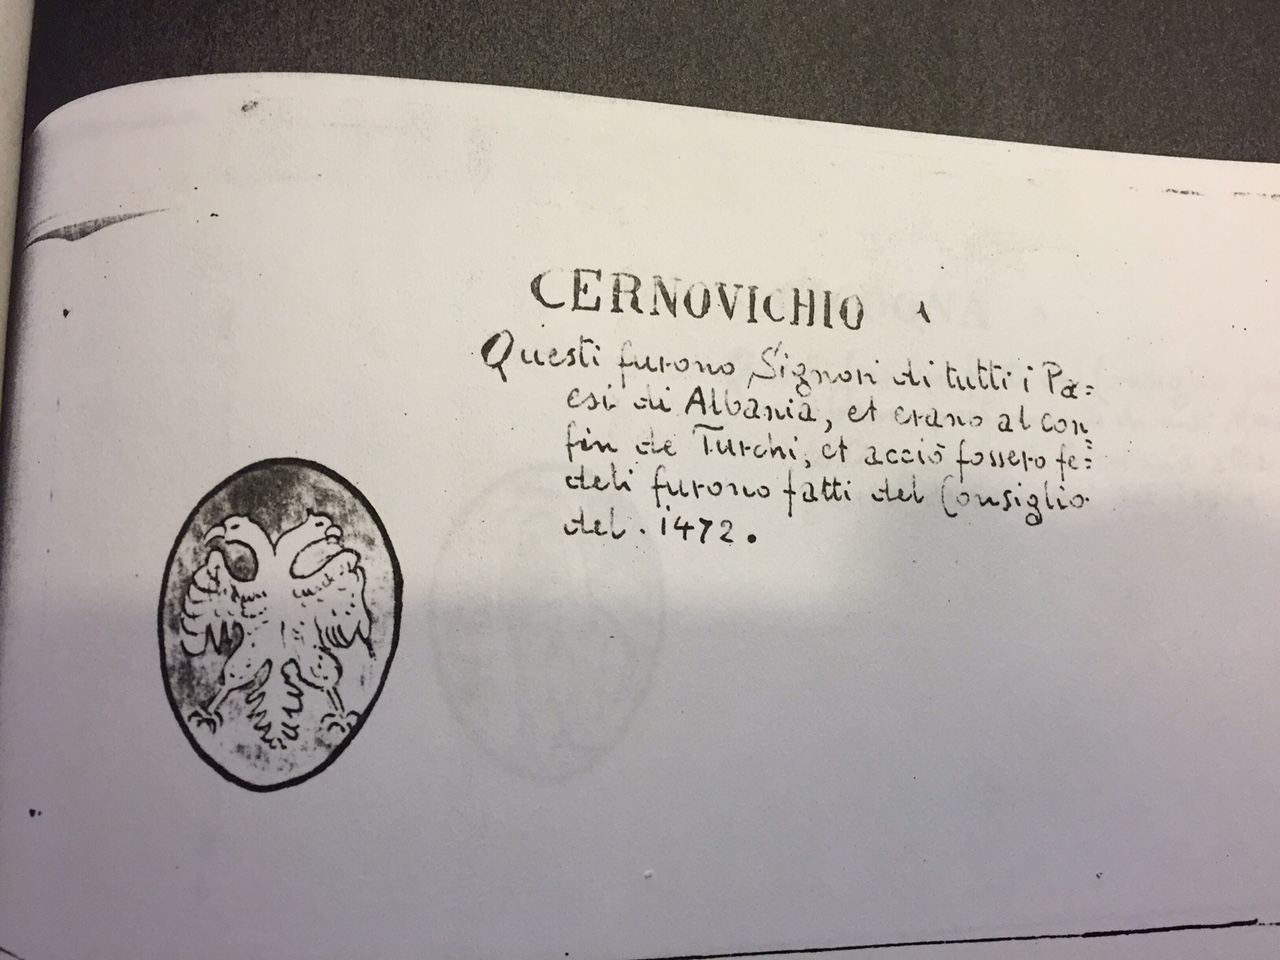 CERNOVICHIO
Questi furono Signori di tutti i Pa=
esi di Albania, et erano al con
fin de Turchi, et acciò fossero fe=
deli furono fatti del Consiglio
del . 1472 .